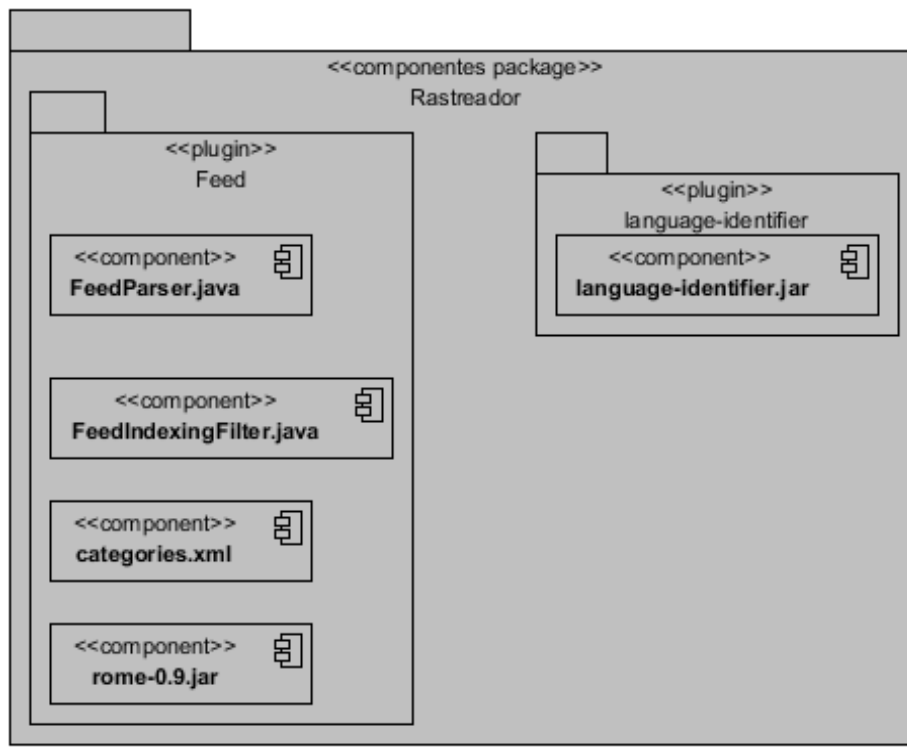 <<componentes package>>
Rastreador
<<plugin>>
Feed
<<component>>
FeedParser.java
<<component>>
FeedIndexingFilter.java
<<component>>
categories.xml
<<component>>
rome-0.9.jar
<<plugin>>
language-identifier
<<component>>
language-identifier.jar